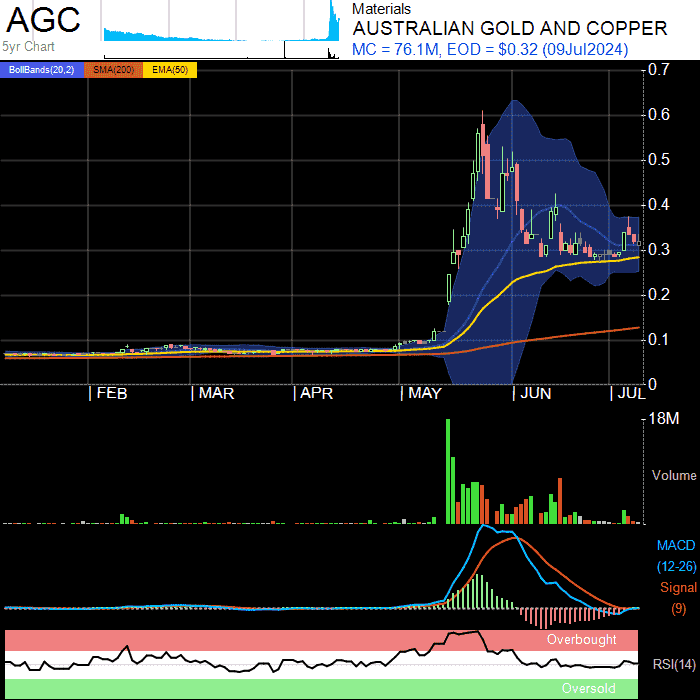 AGC
5yr Chart
Materials
AUSTRALIAN GOLD AND COPPER
MC = 76.1M, EOD = $0.32 (09Jul2024)
BollBands(20,2) SMA(200) EMA(50)
0.7
0.6
0.5
0.4
0.3
0.2
0.1
0
FEB MAR APR MAY JUN JUL
18M
Volume
MACD
(12-26)
Signal
(9)
Overbought
RSI(14)
Oversold